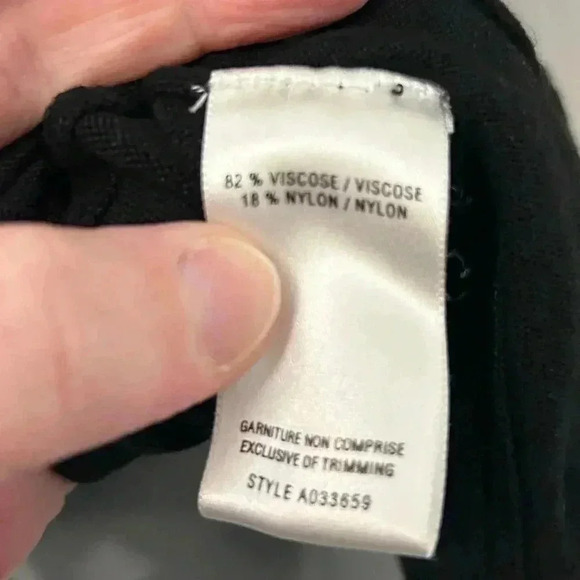 82 % VISCOSE / VISCOSE
18 % NYLON / NYLON
GARNITURE NON COMPRISE
EXCLUSIVE OF TRIMMING
STYLE A033659